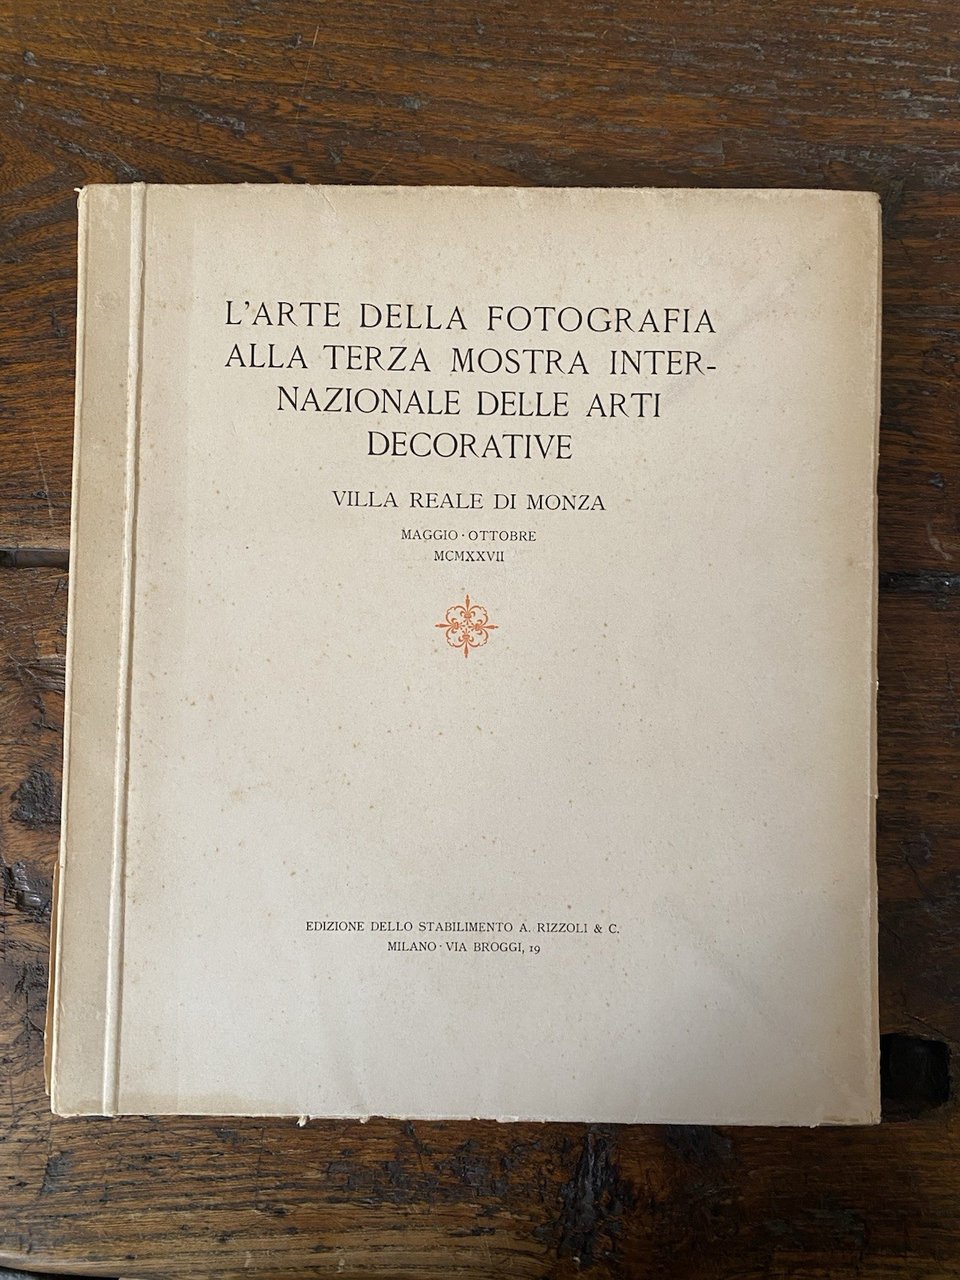 L'ARTE DELLA FOTOGRAFIA
ALLA TERZA MOSTRA INTER-
NAZIONALE DELLE ARTI
DECORATIVE
VILLA REALE DI MONZA
MAGGIO · OTTOBRE
MCMXXVII
EDIZIONE DELLO STABILIMENTO A. RIZZOLI & C.
MILANO · VIA BROGGI, 19